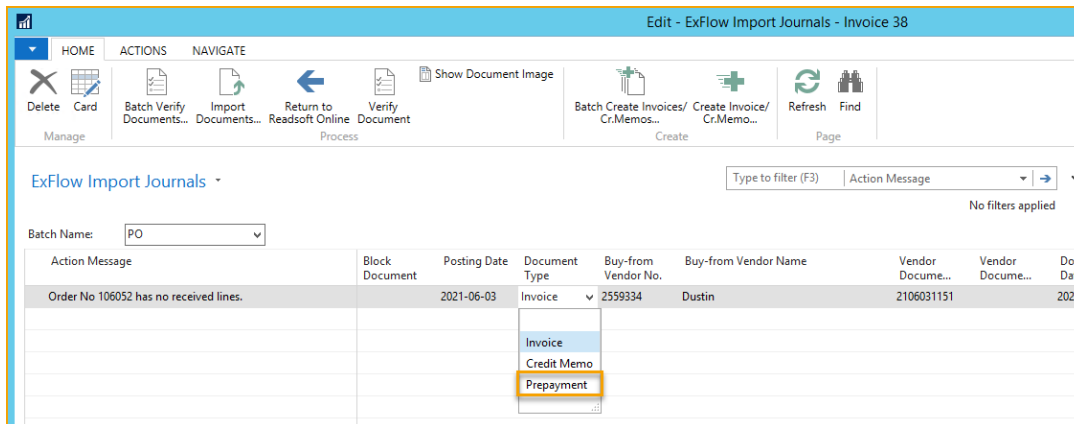 Edit - ExFlow Import Journals - Invoice 38
HOME ACTIONS NAVIGATE
Show Document Image
Delete Card Batch Verify Documents... Import Documents... Return to Readsoft Online Verify Document Batch Create Invoices/ Cr.Memos... Create Invoice/ Cr.Memo... Refresh Find
Manage Process Create Page
ExFlow Import Journals
Type to filter (F3) Action Message
No filters applied
Batch Name: PO
Action Message Block Document Posting Date Document Type Buy-from Vendor No. Buy-from Vendor Name Vendor Docume... Vendor Docume... Do Da
Order No 106052 has no received lines. 2021-06-03 Invoice 2559334 Dustin 2106031151 202
Invoice
Credit Memo
Prepayment